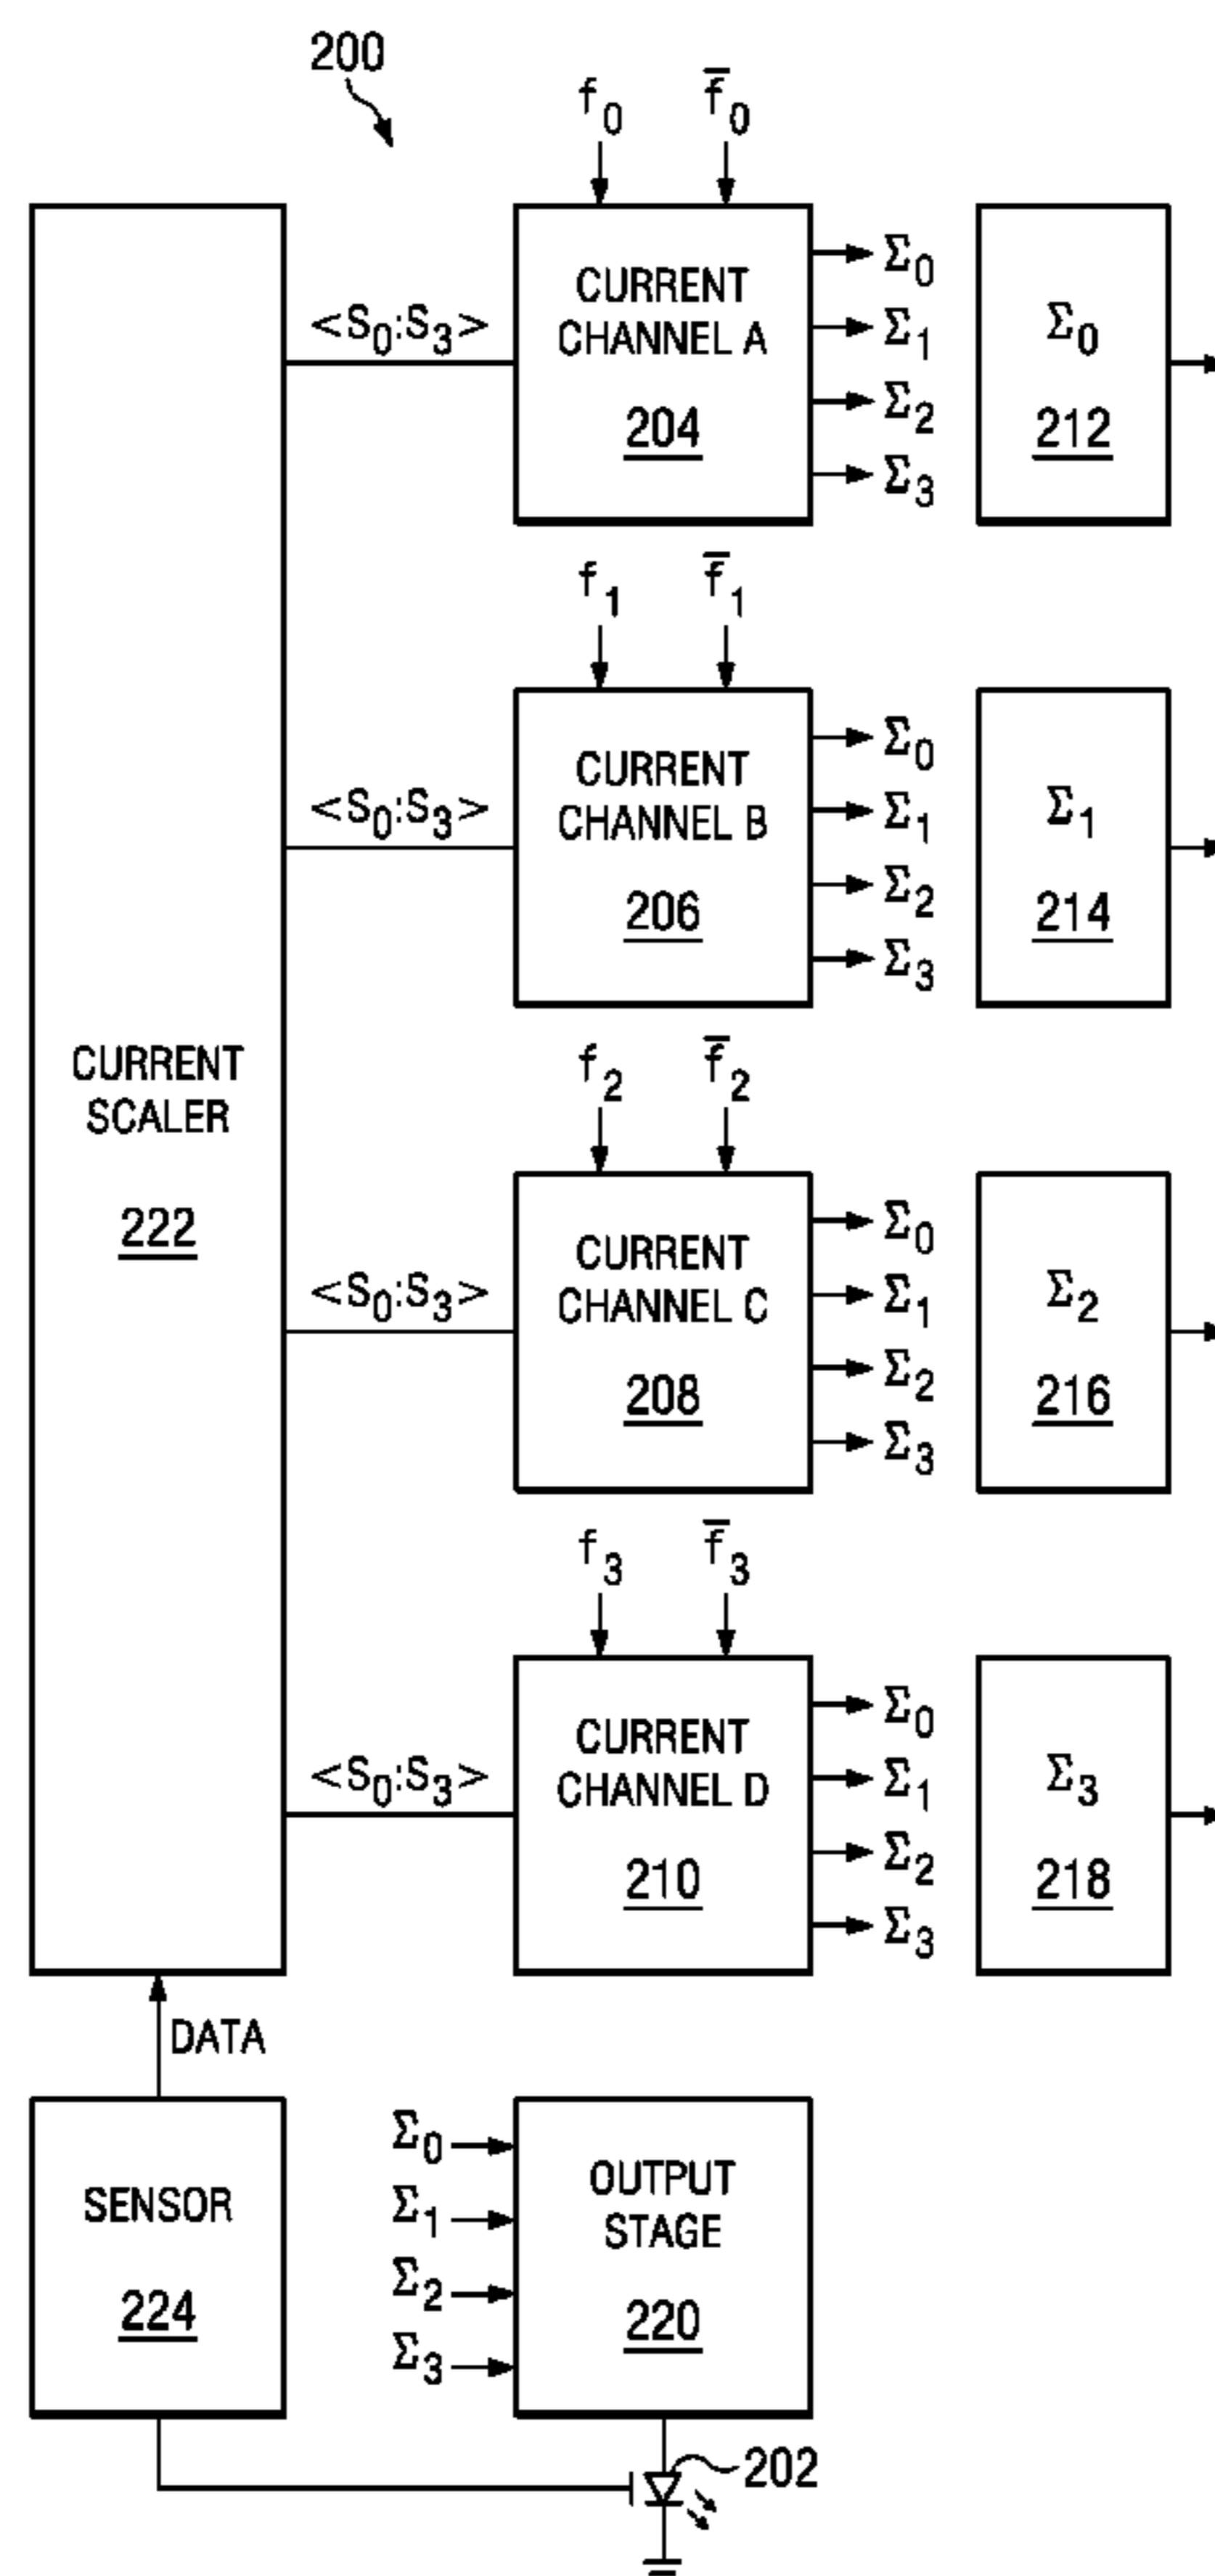 200
f₀ f̅₀
<S₀:S₃>
CURRENT
CHANNEL A
204
Σ₀
Σ₁
Σ₂
Σ₃
Σ₀
212
f₁ f̅₁
<S₀:S₃>
CURRENT
CHANNEL B
206
Σ₀
Σ₁
Σ₂
Σ₃
Σ₁
214
CURRENT
SCALER
222
f₂ f̅₂
<S₀:S₃>
CURRENT
CHANNEL C
208
Σ₀
Σ₁
Σ₂
Σ₃
Σ₂
216
f₃ f̅₃
<S₀:S₃>
CURRENT
CHANNEL D
210
Σ₀
Σ₁
Σ₂
Σ₃
Σ₃
218
DATA
SENSOR
224
Σ₀
Σ₁
Σ₂
Σ₃
OUTPUT
STAGE
220
202